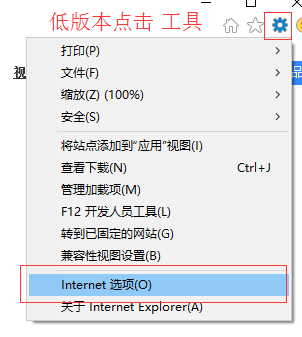 低版本点击 工具
打印(P)
文件(F)
缩放(Z) (100%)
安全(S)
将站点添加到“应用”视图(I)
查看下载(N) Ctrl+J
管理加载项(M)
F12 开发人员工具(L)
转到已固定的网站(G)
兼容性视图设置(B)
Internet 选项(O)
关于 Internet Explorer(A)
视
品